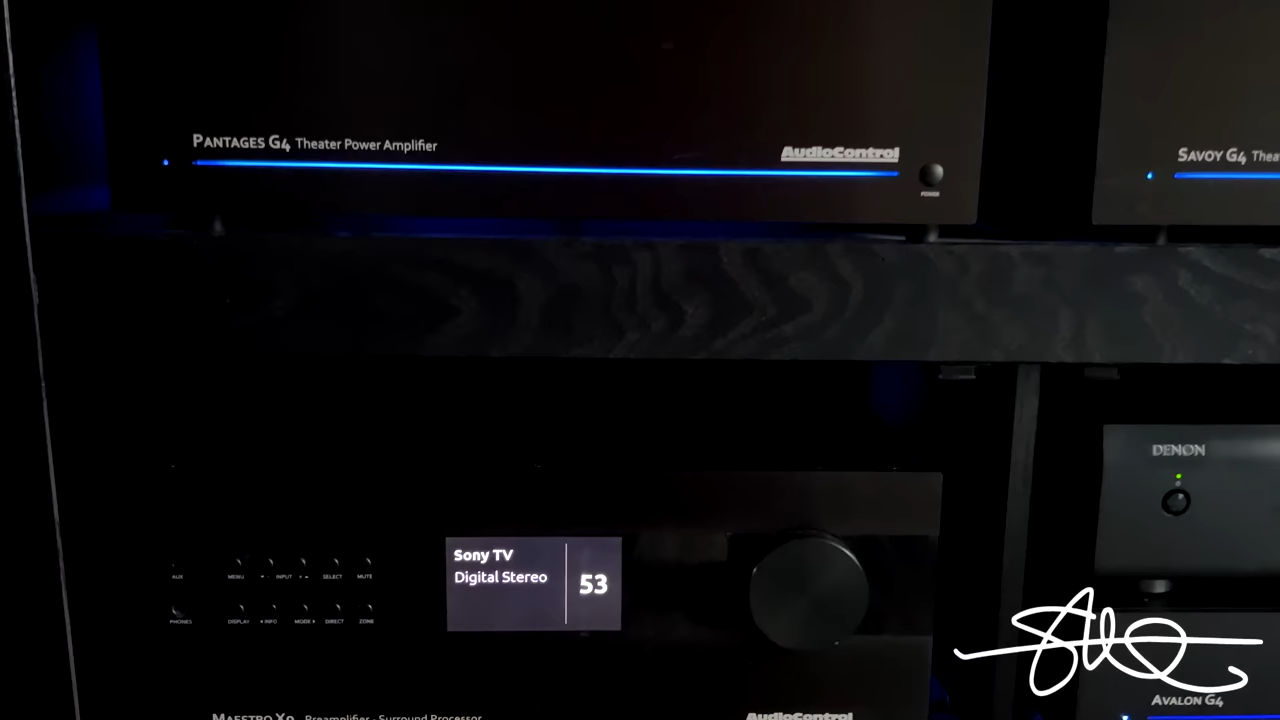 PANTAGES G4 Theater Power Amplifier
AudioControl
POWER
SAVOY G4
DENON
Sony TV
Digital Stereo
53
AUX
MENU
INPUT
SELECT
MUTE
PHONES
DISPLAY
INFO
MODE
DIRECT
ZONE
MAESTRO X9 Preamplifier - Surround Processor
AudioControl
AVALON G4